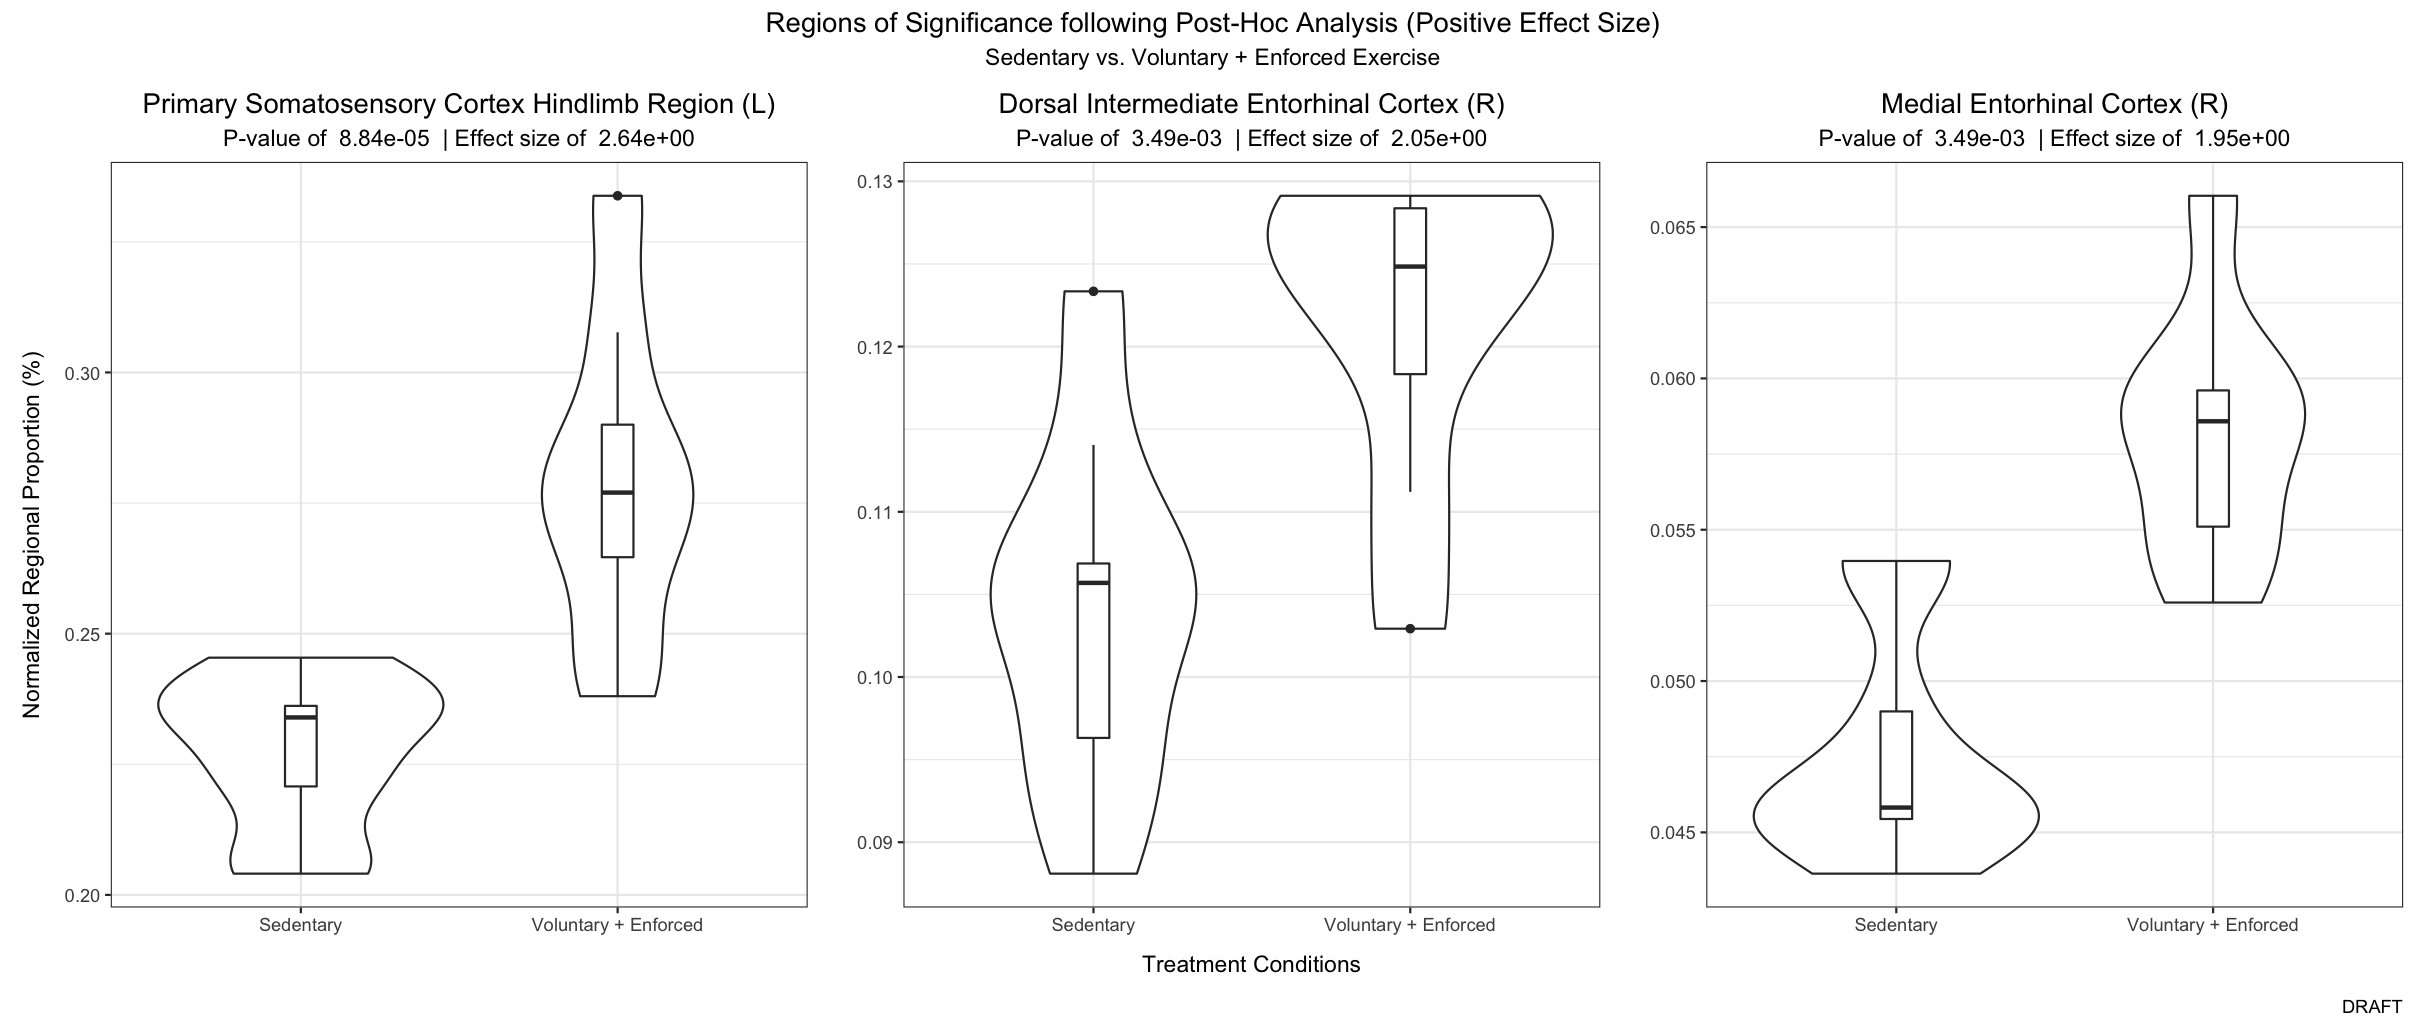 Regions of Significance following Post-Hoc Analysis (Positive Effect Size)
Sedentary vs. Voluntary + Enforced Exercise
Primary Somatosensory Cortex Hindlimb Region (L)
P-value of 8.84e-05 | Effect size of 2.64e+00
Normalized Regional Proportion (%)
0.30
0.25
0.20
Sedentary
Voluntary + Enforced
Dorsal Intermediate Entorhinal Cortex (R)
P-value of 3.49e-03 | Effect size of 2.05e+00
0.13
0.12
0.11
0.10
0.09
Sedentary
Voluntary + Enforced
Medial Entorhinal Cortex (R)
P-value of 3.49e-03 | Effect size of 1.95e+00
0.065
0.060
0.055
0.050
0.045
Sedentary
Voluntary + Enforced
Treatment Conditions
DRAFT